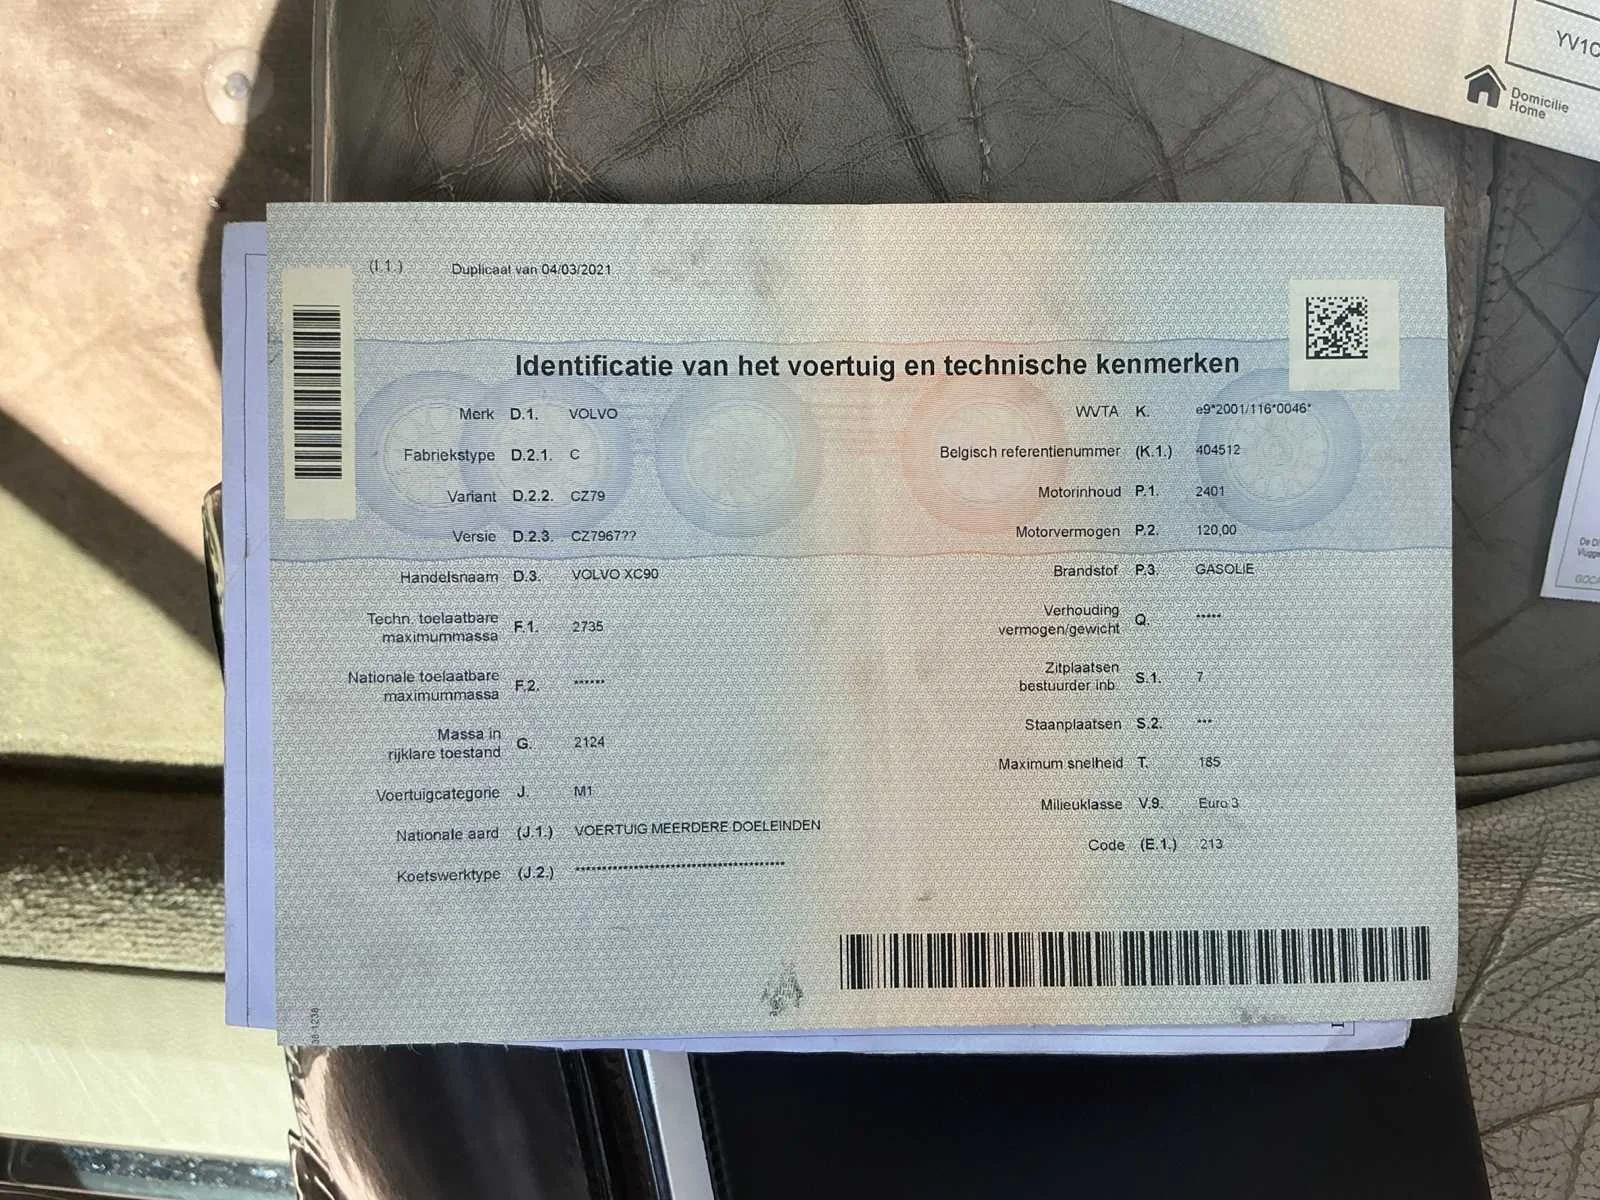 YV1C
Domicilie
Home
(I.1.) Duplicaat van 04/03/2021
Identificatie van het voertuig en technische kenmerken
Merk D.1. VOLVO
Fabriekstype D.2.1. C
Variant D.2.2. CZ79
Versie D.2.3. CZ7967??
Handelsnaam D.3. VOLVO XC90
Techn. toelaatbare
maximummassa F.1. 2735
Nationale toelaatbare
maximummassa F.2. ******
Massa in
rijklare toestand G. 2124
Voertuigcategorie J. M1
Nationale aard (J.1.) VOERTUIG MEERDERE DOELEINDEN
Koetswerktype (J.2.) ****************************************
WVTA K. e9*2001/116*0046*
Belgisch referentienummer (K.1.) 404512
Motorinhoud P.1. 2401
Motorvermogen P.2. 120,00
Brandstof P.3. GASOLIE
Verhouding
vermogen/gewicht Q. *****
Zitplaatsen
bestuurder inb. S.1. 7
Staanplaatsen S.2. ***
Maximum snelheid T. 185
Milieuklasse V.9. Euro 3
Code (E.1.) 213